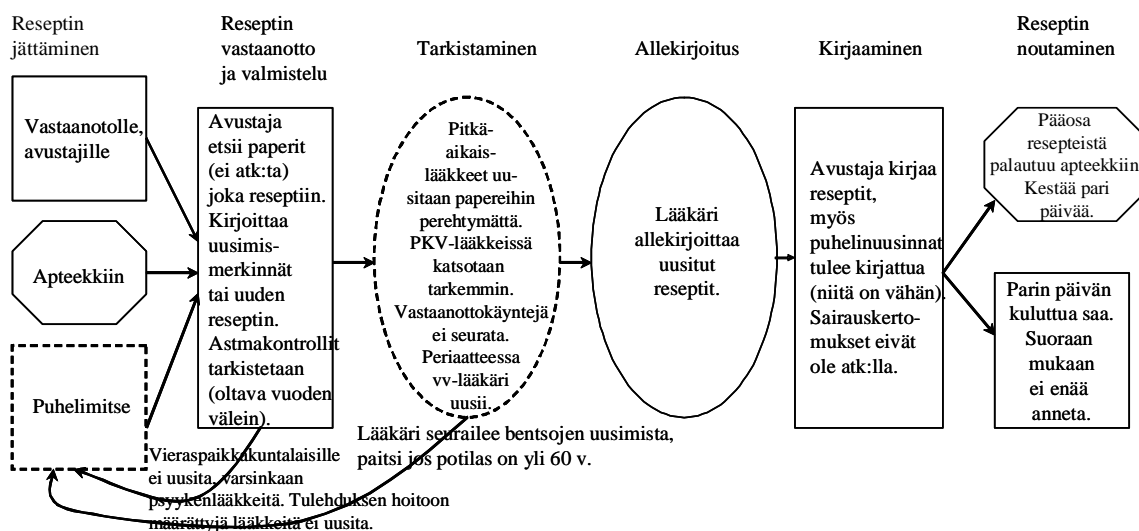 Reseptin
jättäminen
Reseptin
vastaanotto
ja valmistelu
Tarkistaminen
Allekirjoitus
Kirjaaminen
Reseptin
noutaminen
Vastaanotolle,
avustajille
Apteekkiin
Puhelimitse
Avustaja
etsii paperit
(ei atk:ta)
joka reseptiin.
Kirjoittaa
uusimis-
merkinnät
tai uuden
reseptin.
Astmakontrollit
tarkistetaan
(oltava vuoden
välein).
Pitkä-
aikais-
lääkkeet uu-
sitaan papereihin
perehtymättä.
PKV-lääkkeissä
katsotaan
tarkemmin.
Vastaanottokäyntejä
ei seurata.
Periaatteessa
vv-lääkäri
uusii.
Lääkäri
allekirjoittaa
uusitut
reseptit.
Avustaja kirjaa
reseptit,
myös
puhelinuusinnat
tulee kirjattua
(niitä on vähän).
Sairauskerto-
mukset eivät
ole atk:lla.
Pääosa
resepteistä
palautuu apteekkiin.
Kestää pari
päivää.
Parin päivän
kuluttua saa.
Suoraan
mukaan
ei enää
anneta.
Lääkäri seurailee bentsojen uusimista,
paitsi jos potilas on yli 60 v.
Vieraspaikkakuntalaisille
ei uusita, varsinkaan
psyykenlääkkeitä. Tulehduksen hoitoon
määrättyjä lääkkeitä ei uusita.